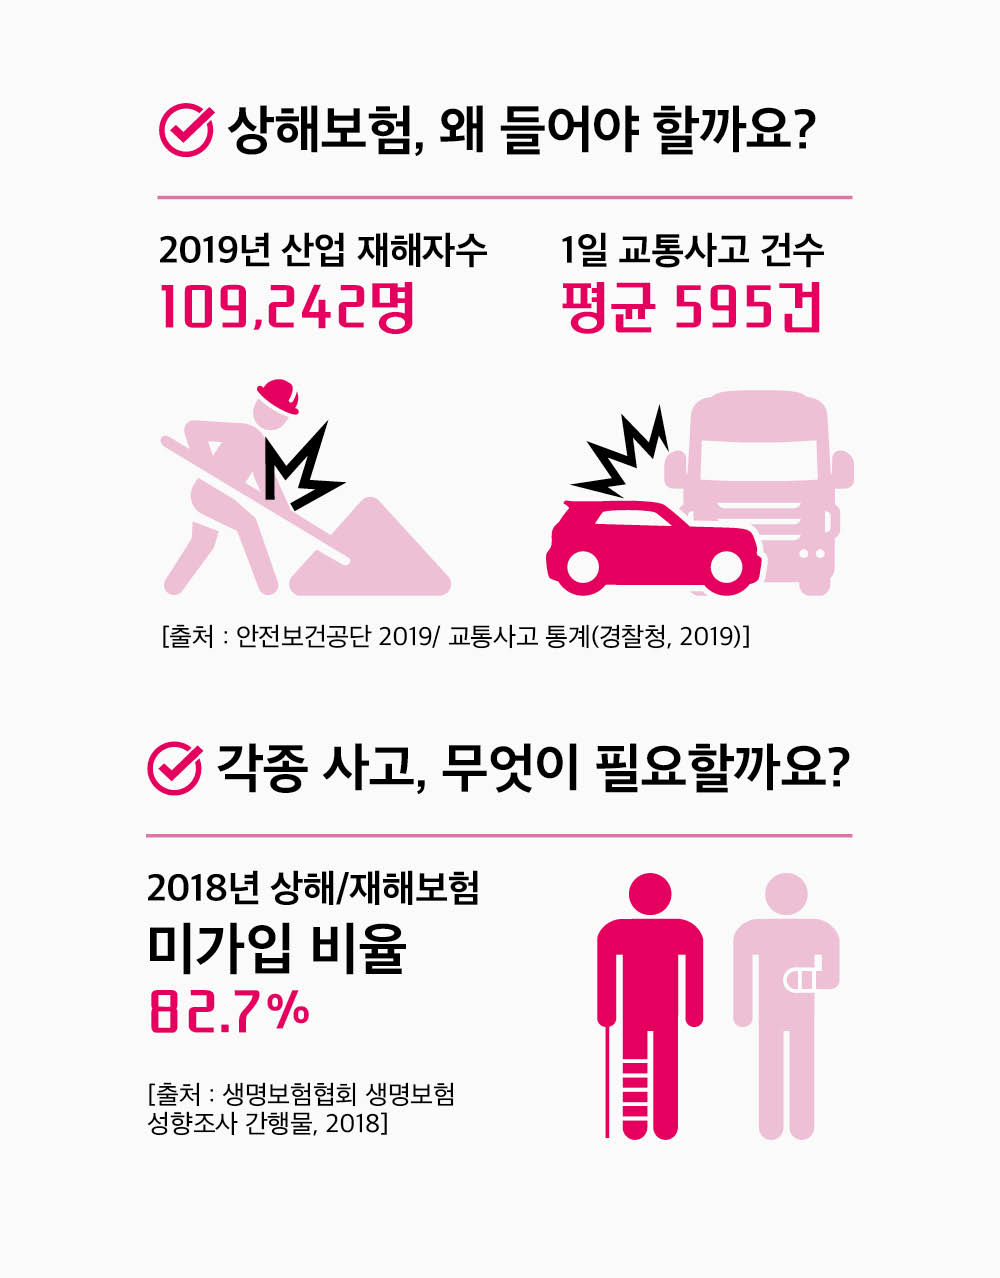 상해보험, 왜 들어야 할까요?
2019년 산업 재해자수
109,242명
1일 교통사고 건수
평균 595건
[출처 : 안전보건공단 2019/ 교통사고 통계(경찰청, 2019)]
각종 사고, 무엇이 필요할까요?
2018년 상해/재해보험
미가입 비율
82.7%
[출처 : 생명보험협회 생명보험
성향조사 간행물, 2018]